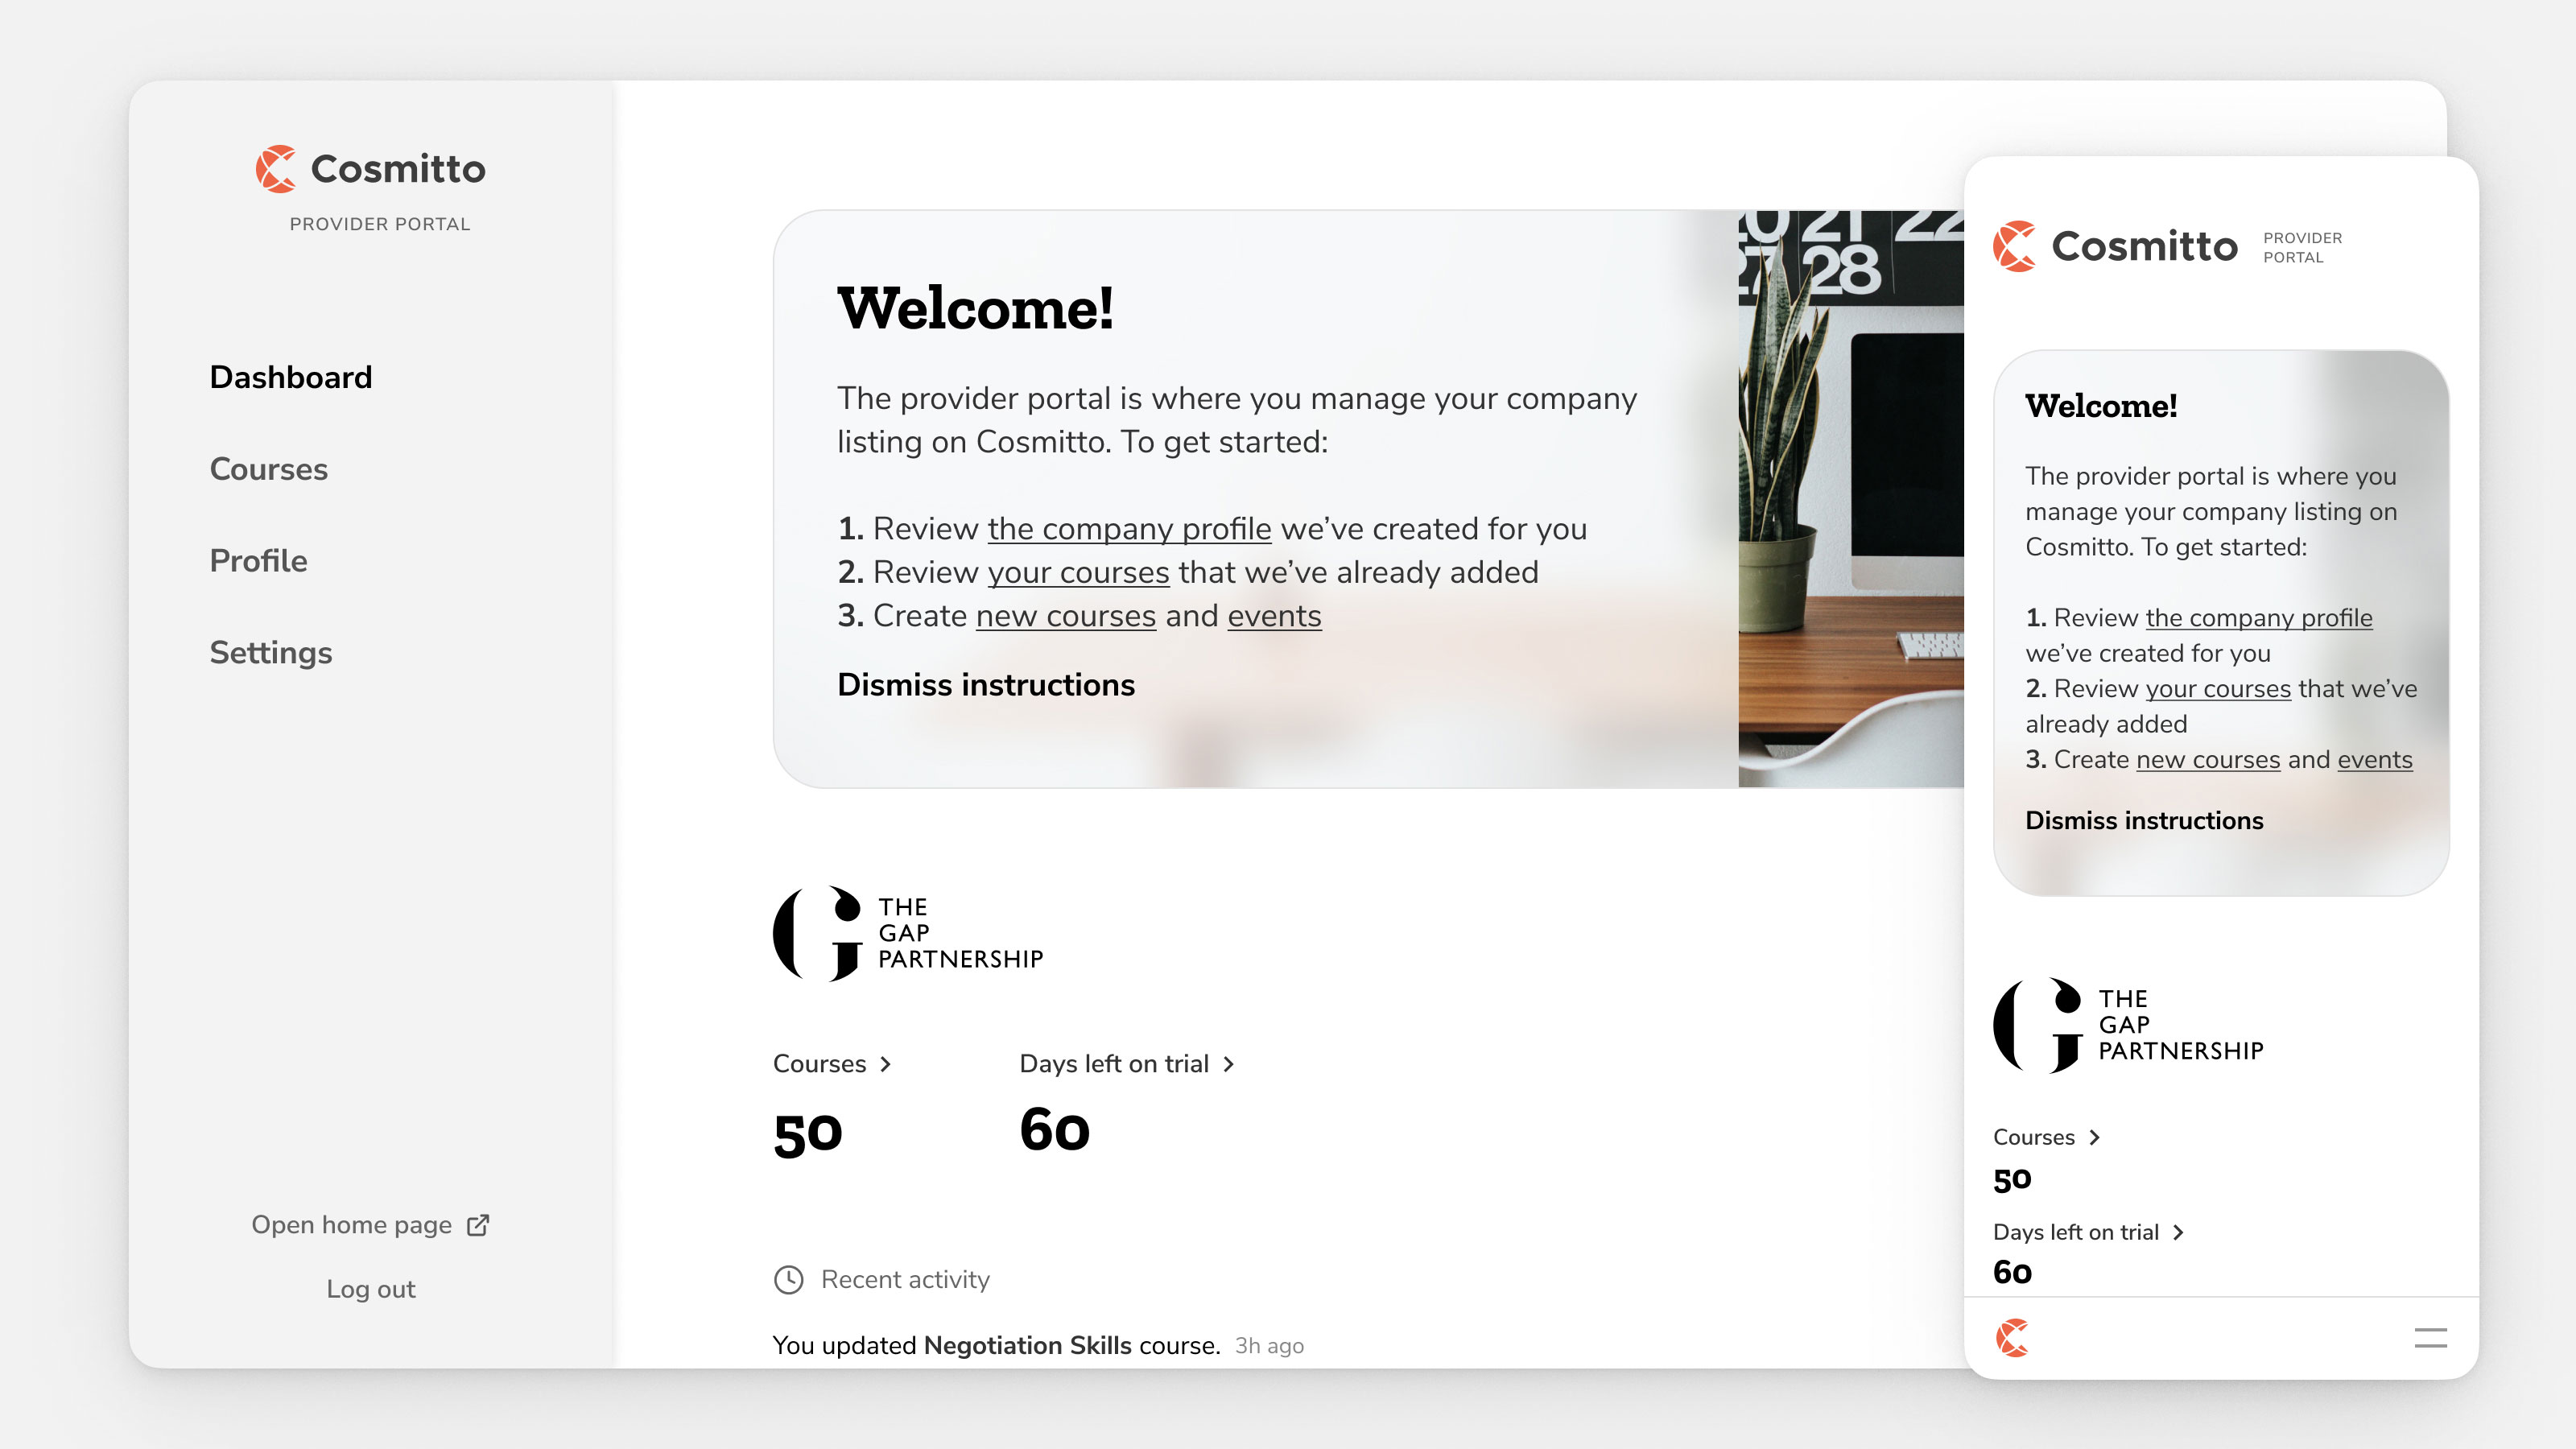 Cosmitto
PROVIDER PORTAL
Dashboard
Courses
Profile
Settings
Open home page
Log out
Welcome!
The provider portal is where you manage your company
listing on Cosmitto. To get started:
1. Review the company profile we’ve created for you
2. Review your courses that we’ve already added
3. Create new courses and events
Dismiss instructions
21 22
28
THE
GAP
PARTNERSHIP
Courses
50
Days left on trial
60
Recent activity
You updated Negotiation Skills course. 3h ago
Cosmitto
PROVIDER
PORTAL
Welcome!
The provider portal is where you
manage your company listing on
Cosmitto. To get started:
1. Review the company profile
we’ve created for you
2. Review your courses that we’ve
already added
3. Create new courses and events
Dismiss instructions
THE
GAP
PARTNERSHIP
Courses
50
Days left on trial
60